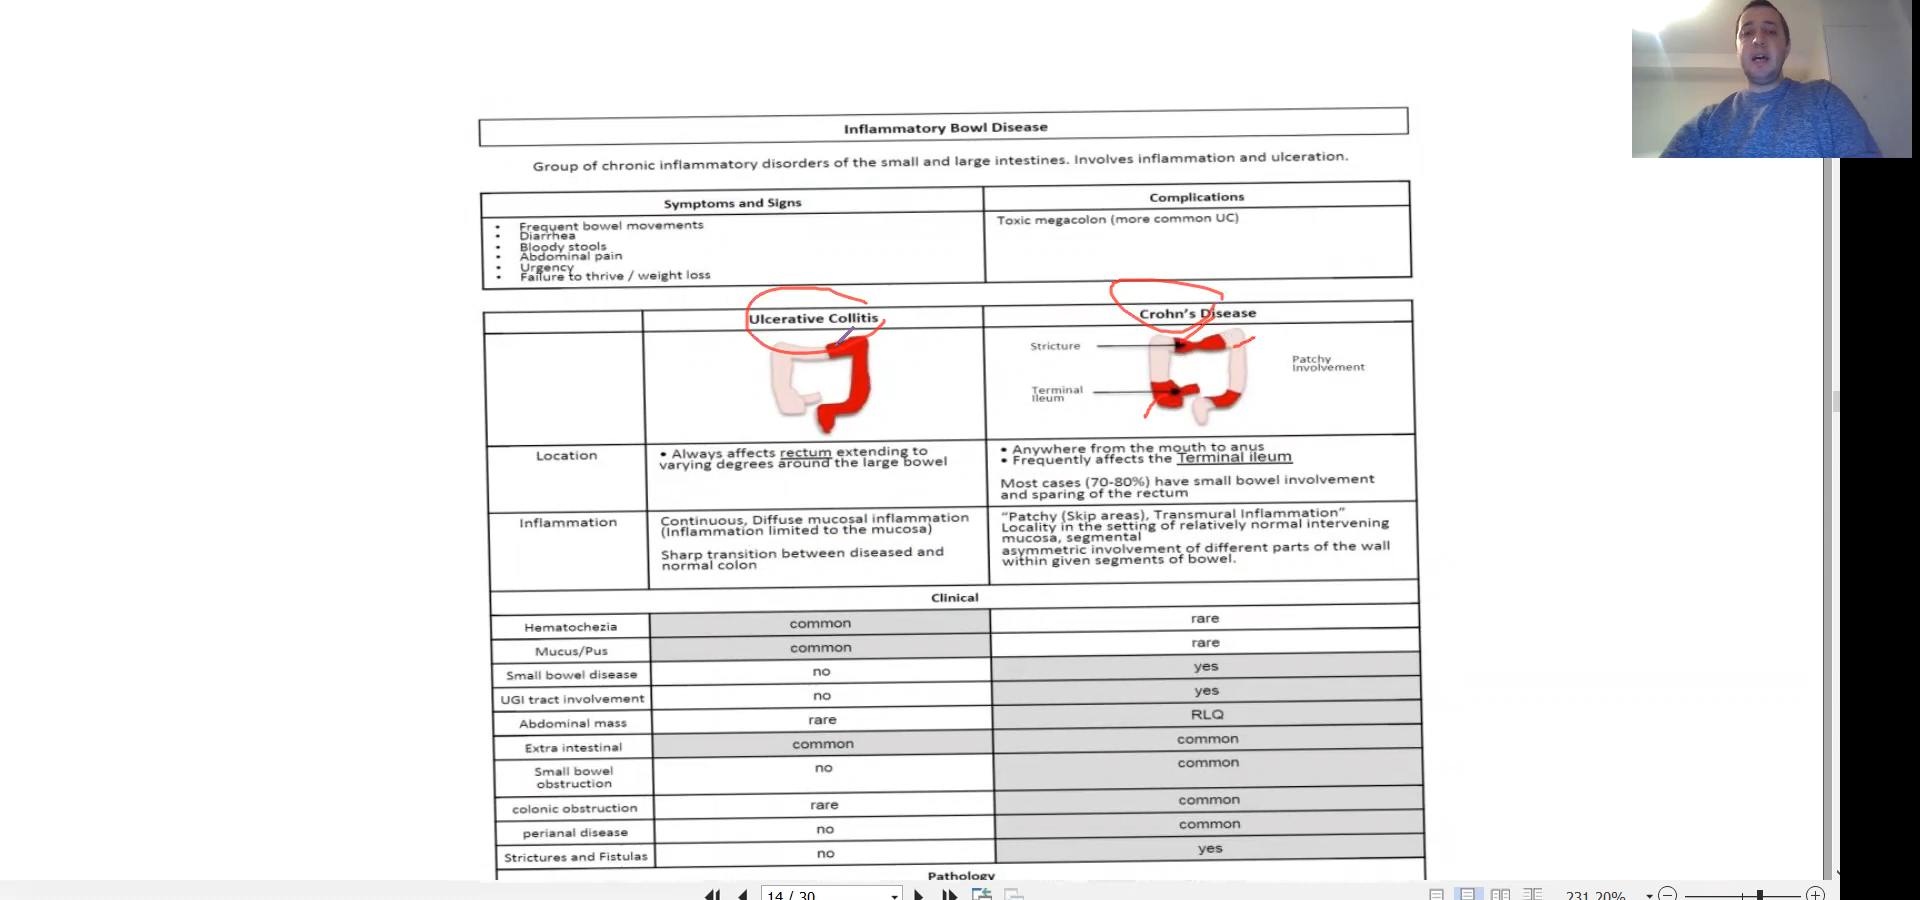 Inflammatory Bowl Disease
Group of chronic inflammatory disorders of the small and large intestines. Involves inflammation and ulceration.
Symptoms and Signs
Complications
• Frequent bowel movements
• Diarrhea
• Bloody stools
• Abdominal pain
• Urgency
• Failure to thrive / weight loss
Toxic megacolon (more common UC)
Ulcerative Collitis
Crohn's Disease
Stricture
Terminal
Ileum
Patchy
Involvement
Location
• Always affects rectum extending to
varying degrees around the large bowel
• Anywhere from the mouth to anus
• Frequently affects the Terminal ileum
Most cases (70-80%) have small bowel involvement
and sparing of the rectum
Inflammation
Continuous, Diffuse mucosal inflammation
(Inflammation limited to the mucosa)
Sharp transition between diseased and
normal colon
"Patchy (Skip areas), Transmural Inflammation"
Locality in the setting of relatively normal intervening
mucosa, segmental
asymmetric involvement of different parts of the wall
within given segments of bowel.
Clinical
Hematochezia common rare
Mucus/Pus common rare
Small bowel disease no yes
UGI tract involvement no yes
Abdominal mass rare RLQ
Extra intestinal common common
Small bowel
obstruction
no common
colonic obstruction rare common
perianal disease no common
Strictures and Fistulas no yes
Pathology
14 / 30
231.20%